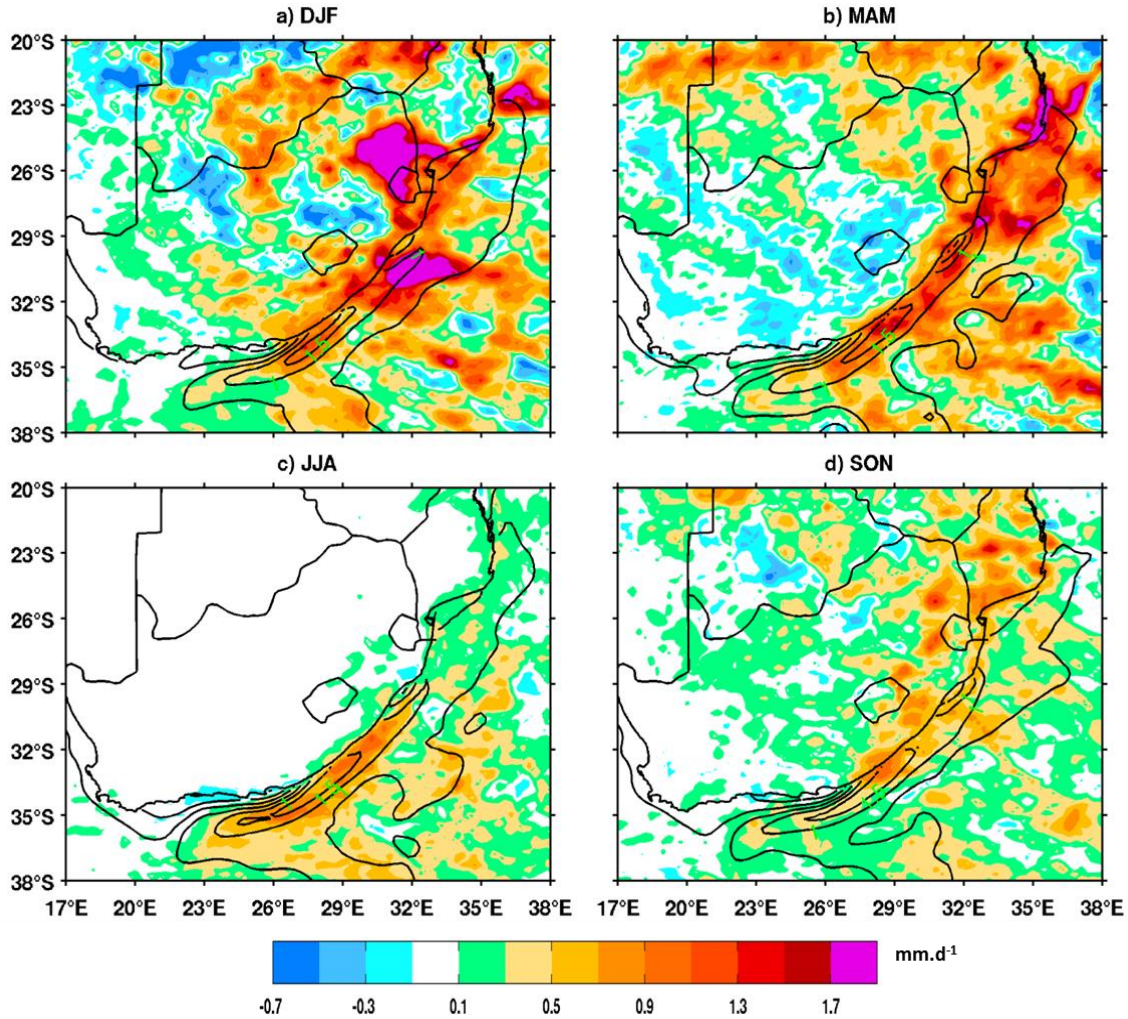 a) DJF
b) MAM
20°S
23°S
26°S
29°S
32°S
35°S
38°S
c) JJA
d) SON
20°S
23°S
26°S
29°S
32°S
35°S
38°S
17°E 20°E 23°E 26°E 29°E 32°E 35°E 38°E
17°E 20°E 23°E 26°E 29°E 32°E 35°E 38°E
mm.d⁻¹
-0.7 -0.3 0.1 0.5 0.9 1.3 1.7